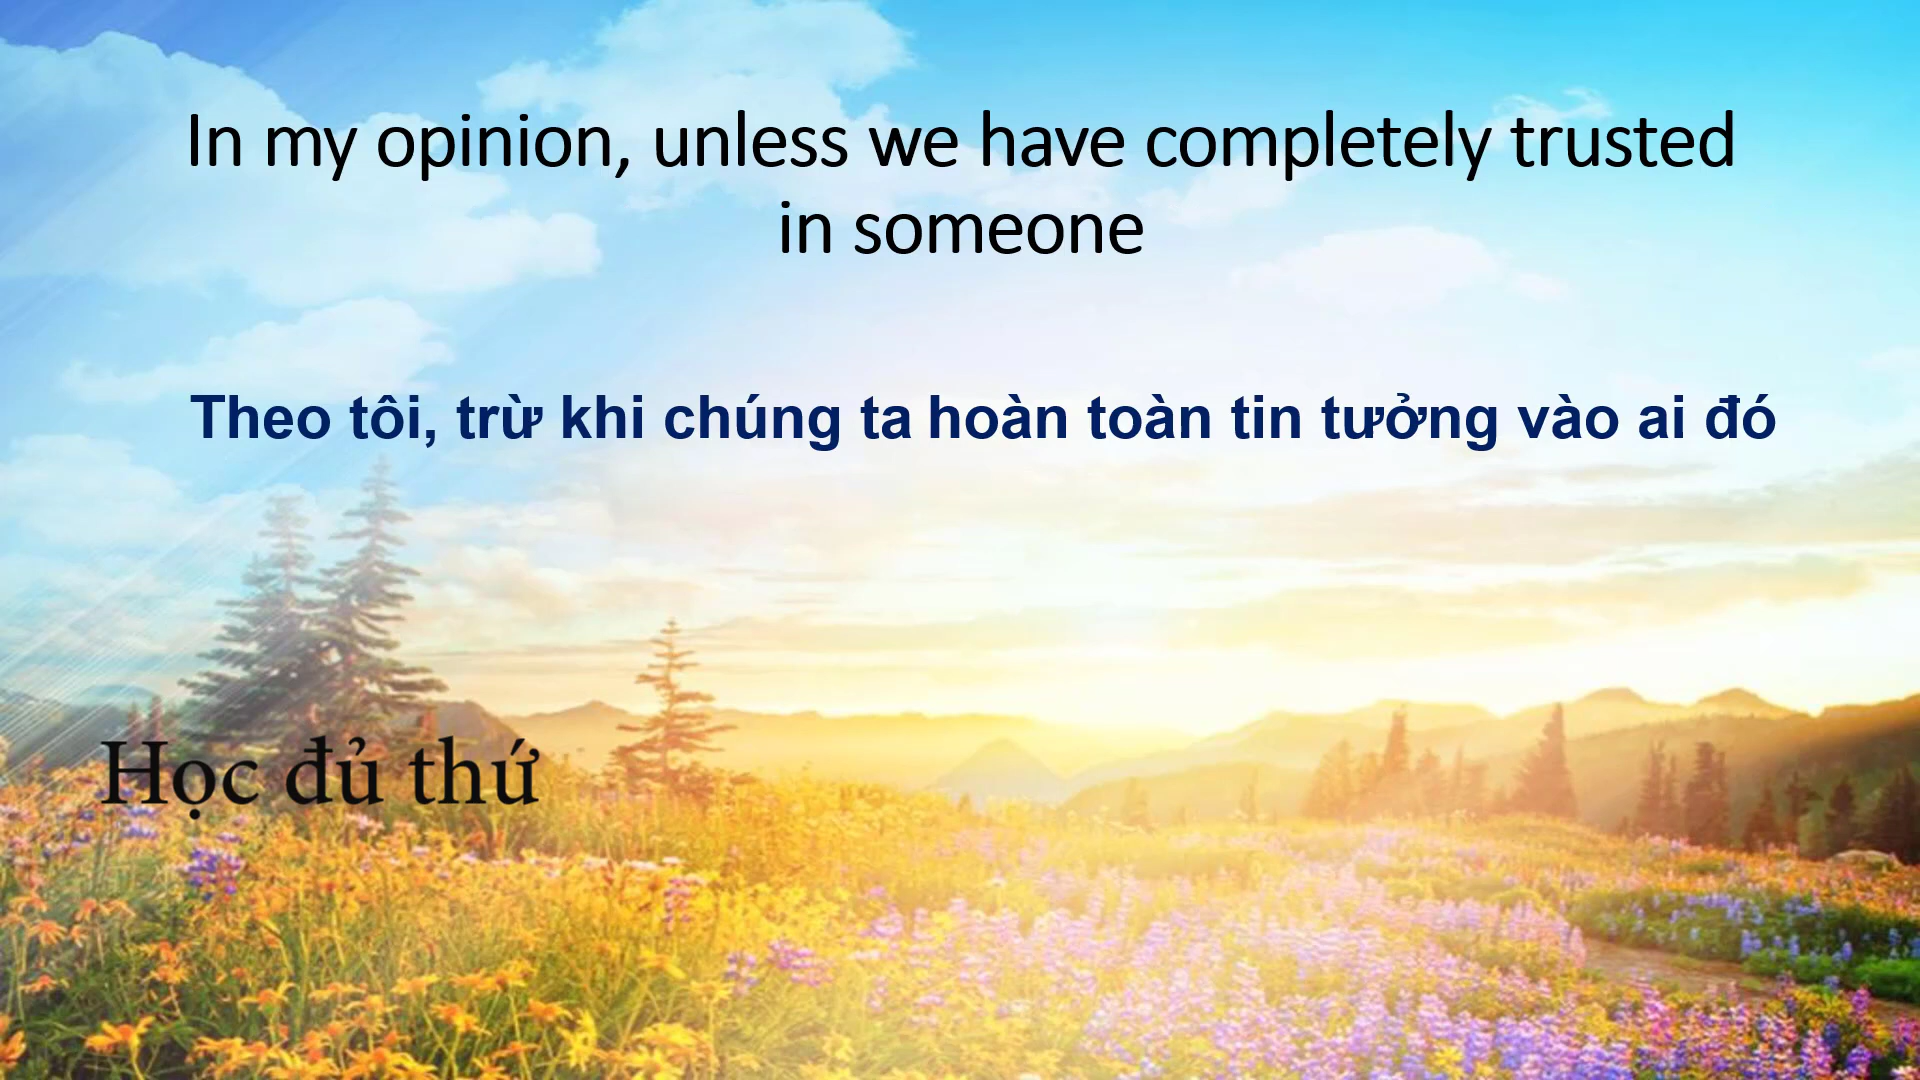 In my opinion, unless we have completely trusted
in someone
Theo tôi, trừ khi chúng ta hoàn toàn tin tưởng vào ai đó
Học đủ thứ